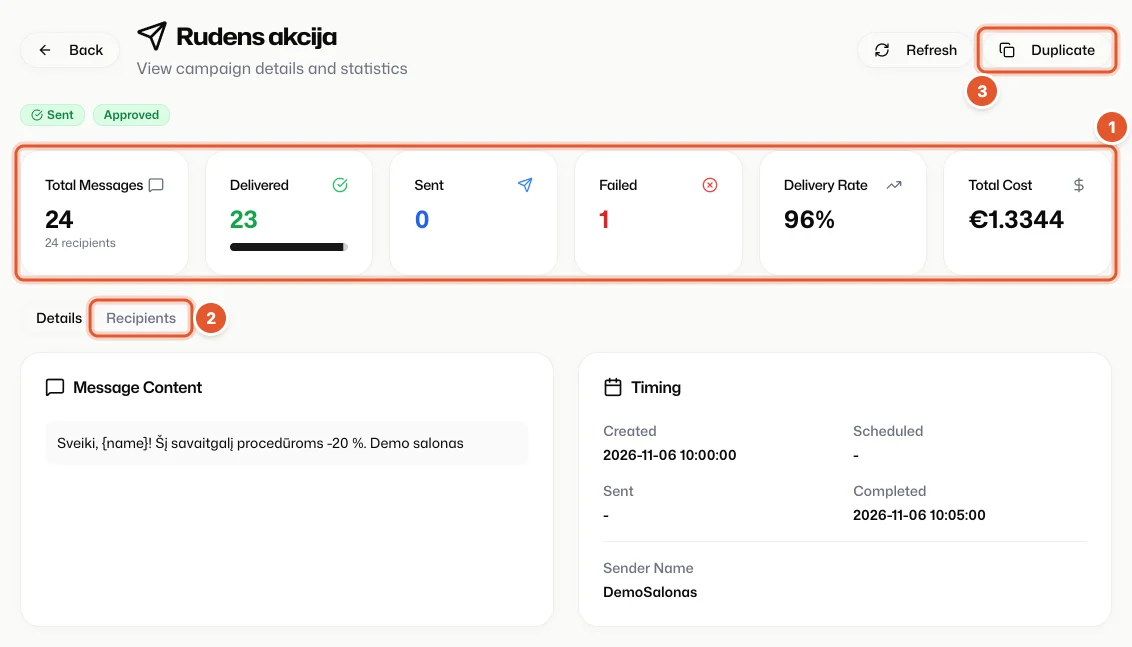 Back
Rudens akcija
View campaign details and statistics
Refresh
Duplicate
3
Sent
Approved
1
Total Messages
24
24 recipients
Delivered
23
Sent
0
Failed
1
Delivery Rate
96%
Total Cost
€1.3344
Details
Recipients
2
Message Content
Sveiki, {name}! Šį savaitgalį procedūroms -20 %. Demo salonas
Timing
Created
2026-11-06 10:00:00
Scheduled
-
Sent
-
Completed
2026-11-06 10:05:00
Sender Name
DemoSalonas